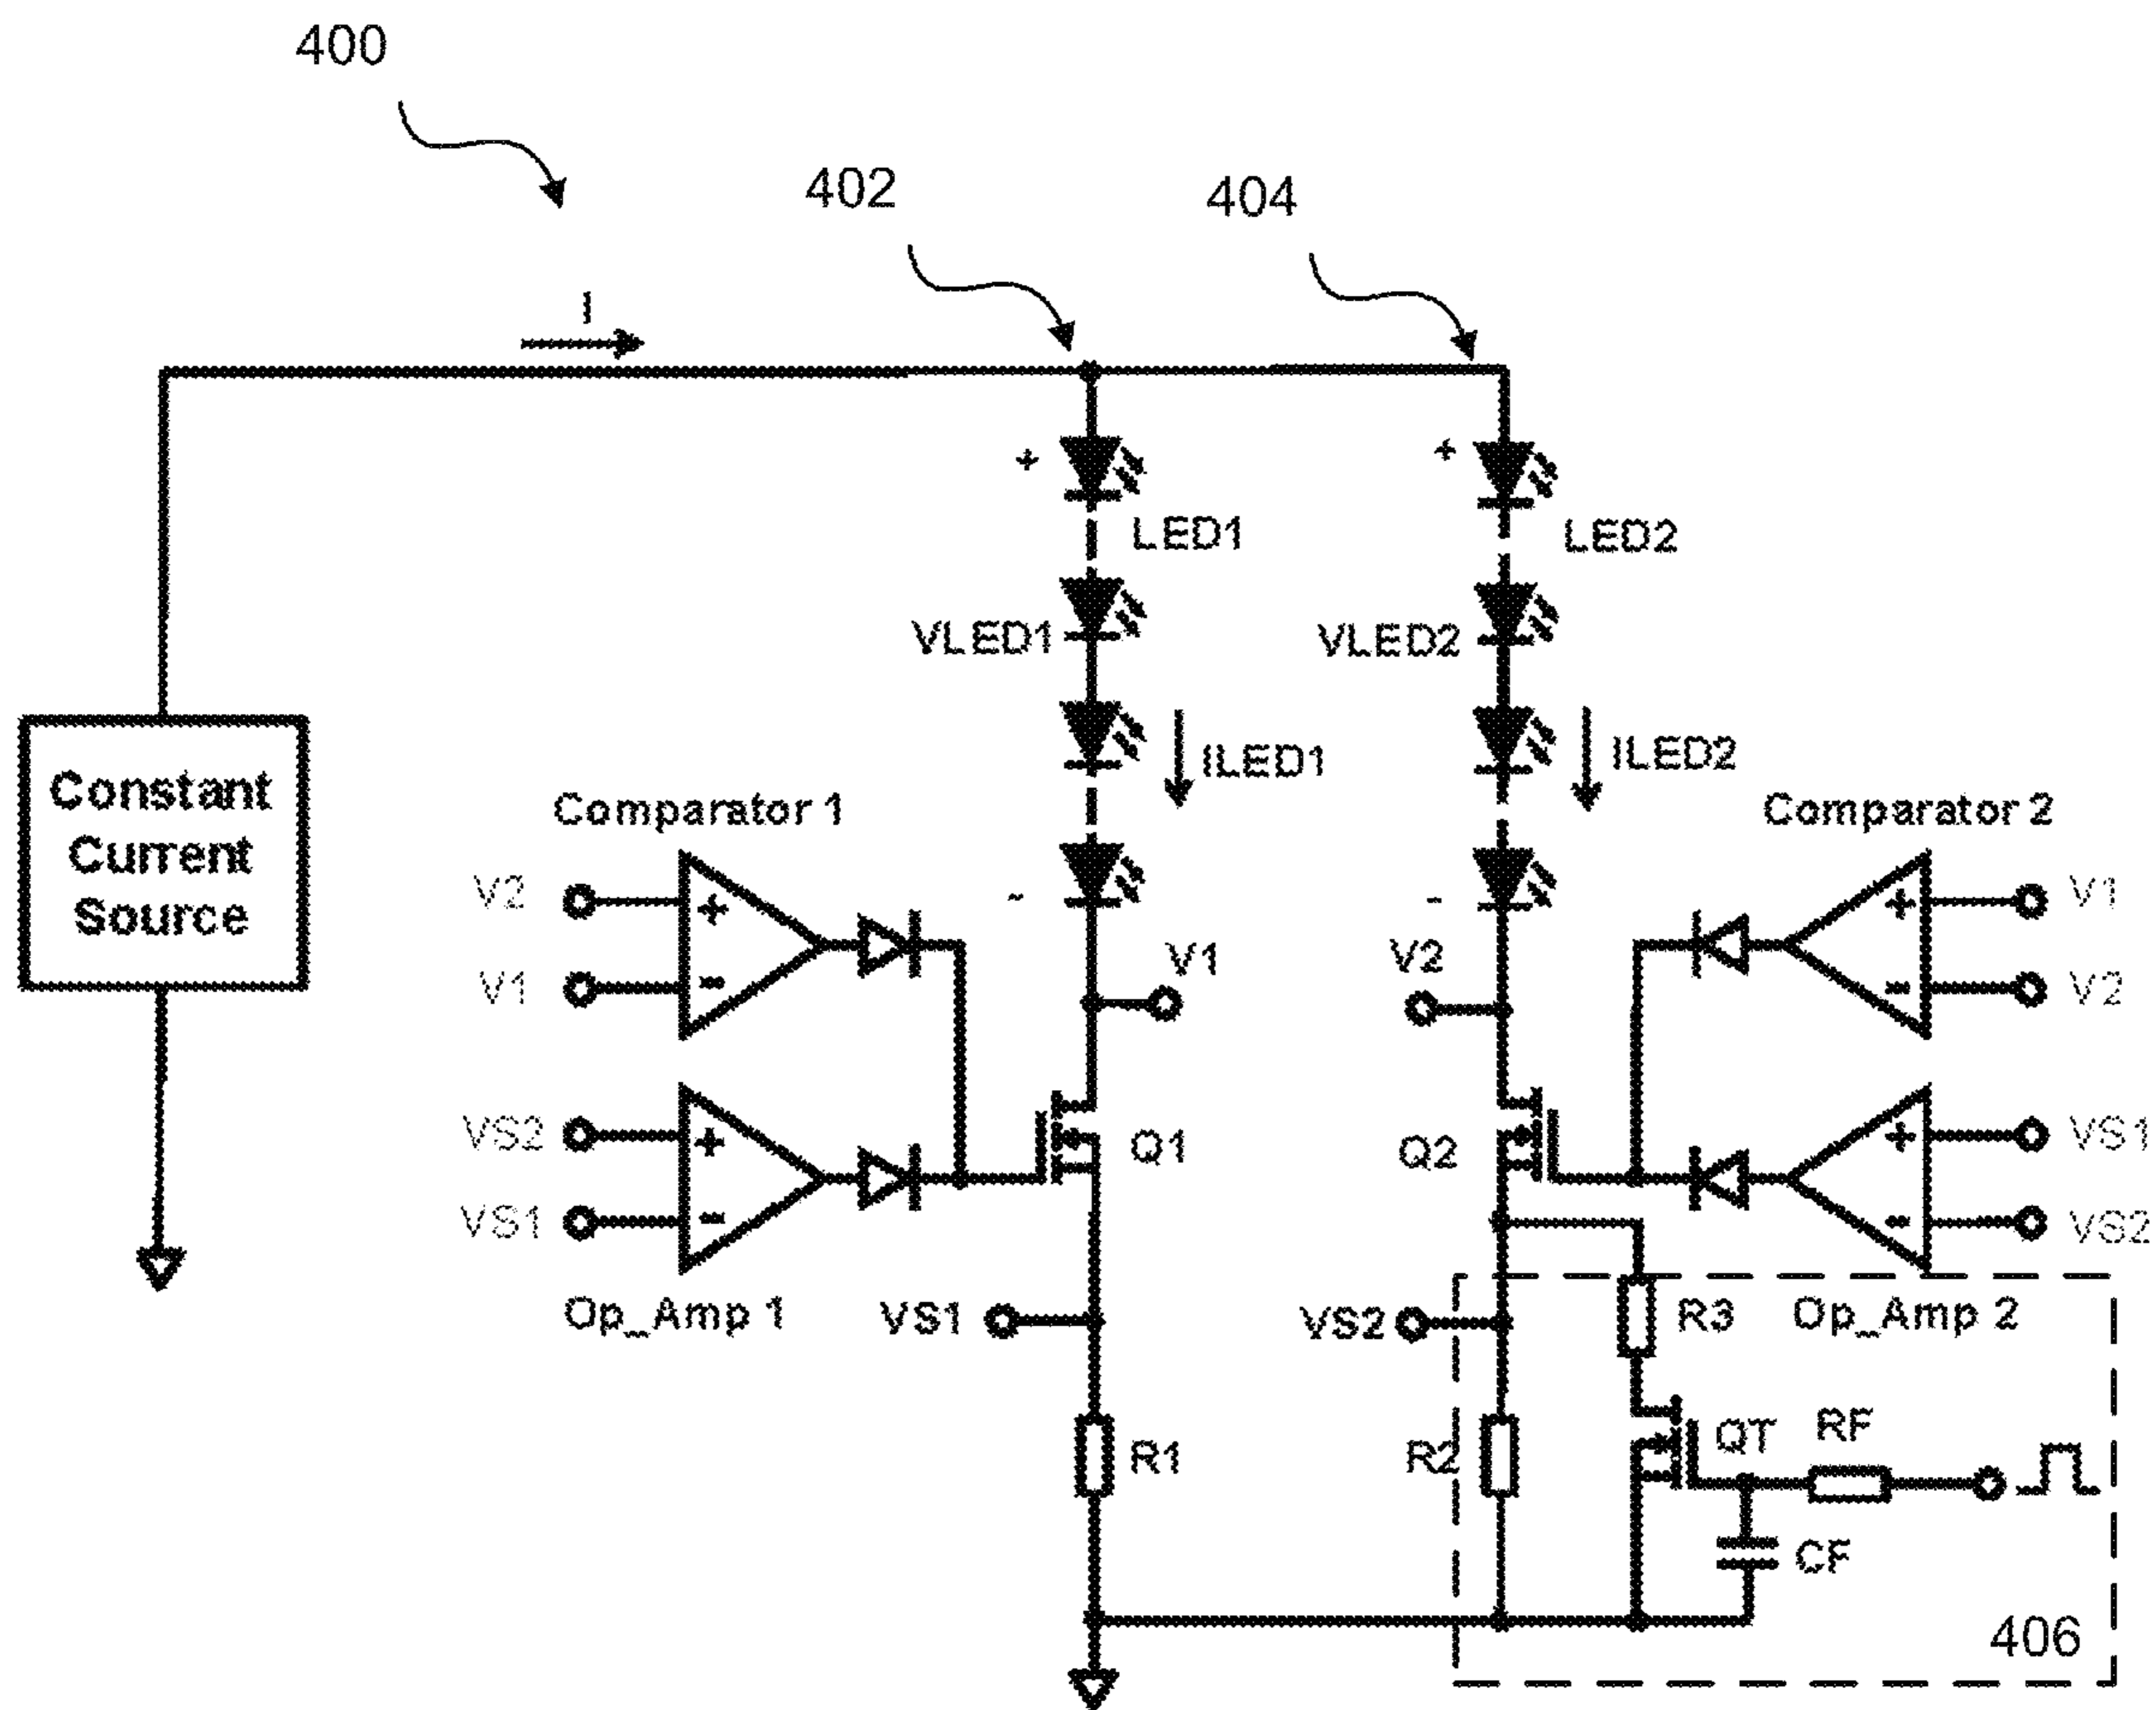 400
402
404
I
+
+
LED1
LED2
VLED1
VLED2
ILED1
ILED2
Constant
Current
Source
Comparator 1
Comparator 2
V2
+
-
-
+
V1
V1
-
V1
V2
-
V2
VS2
+
Q1
Q2
+
VS1
VS1
-
-
VS2
Op_Amp 1
VS1
VS2
R3
Op_Amp 2
R1
R2
QT
RF
CF
406